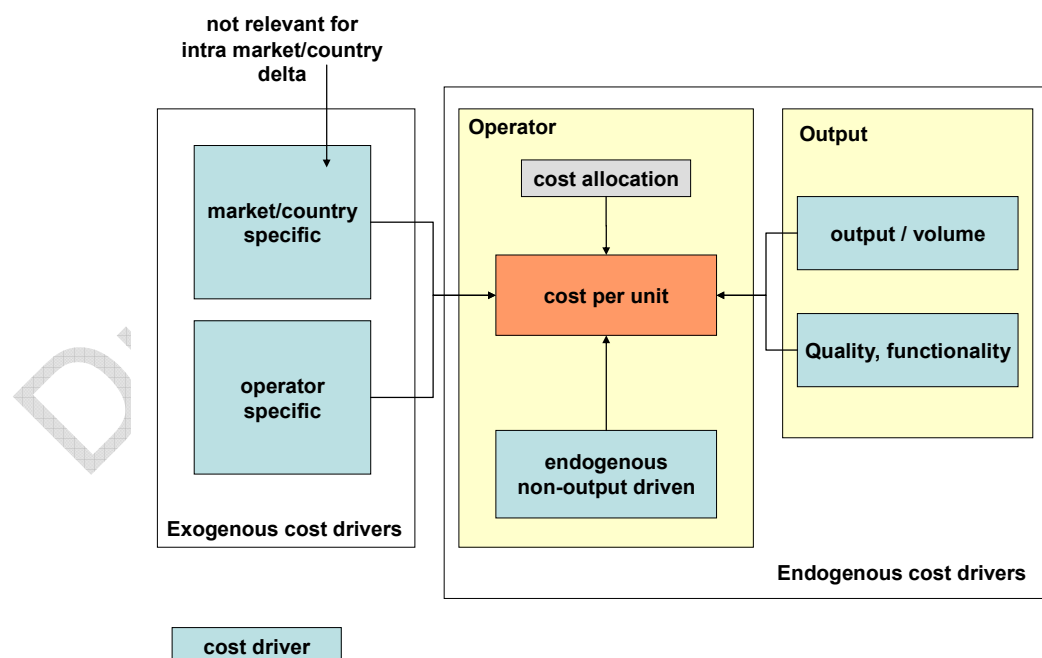 not relevant for
intra market/country
delta
Operator
Output
cost allocation
market/country
specific
output / volume
cost per unit
Quality, functionality
operator
specific
endogenous
non-output driven
Exogenous cost drivers
Endogenous cost drivers
cost driver